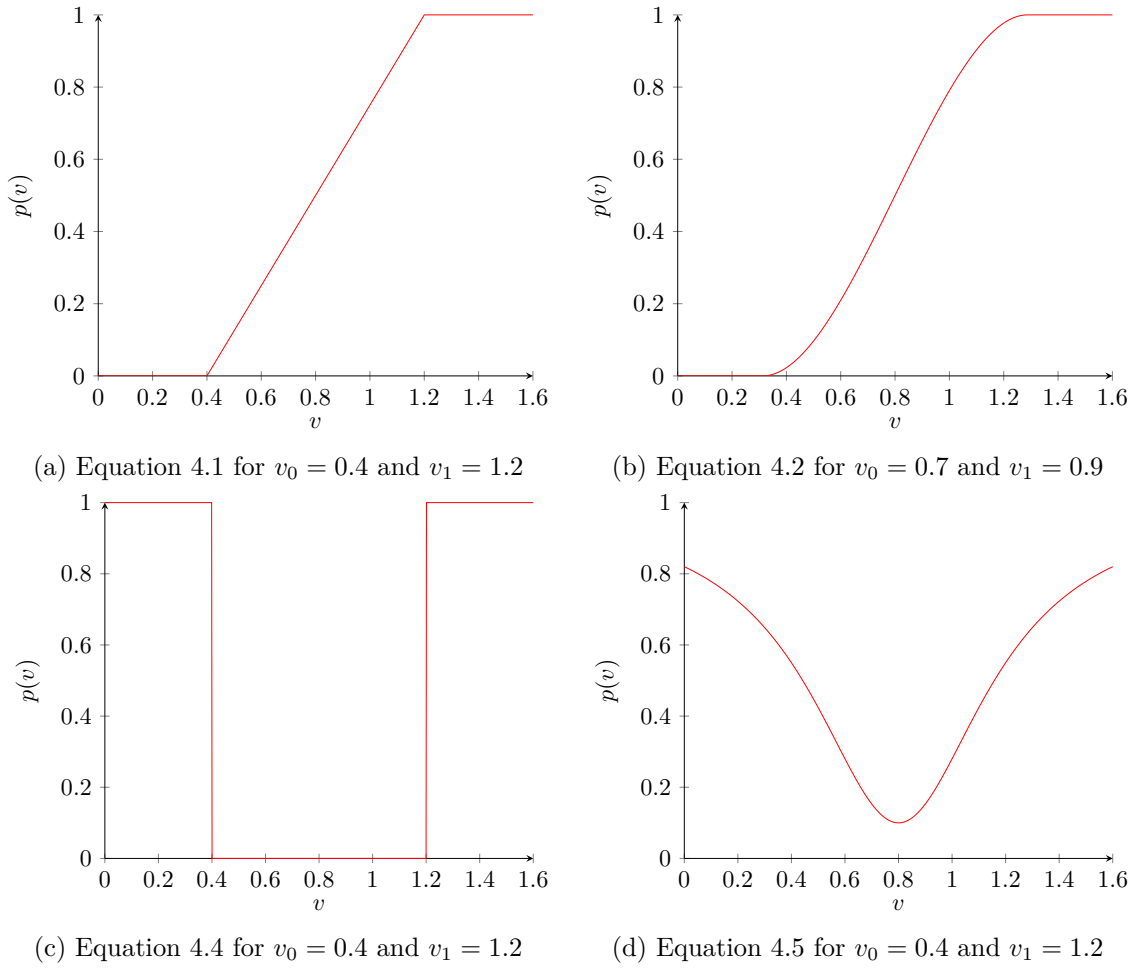 1
0.8
0.6
0.4
0.2
0
p(v)
0 0.2 0.4 0.6 0.8 1 1.2 1.4 1.6
v
(a) Equation 4.1 for v₀ = 0.4 and v₁ = 1.2
1
0.8
0.6
0.4
0.2
0
p(v)
0 0.2 0.4 0.6 0.8 1 1.2 1.4 1.6
v
(b) Equation 4.2 for v₀ = 0.7 and v₁ = 0.9
1
0.8
0.6
0.4
0.2
0
p(v)
0 0.2 0.4 0.6 0.8 1 1.2 1.4 1.6
v
(c) Equation 4.4 for v₀ = 0.4 and v₁ = 1.2
1
0.8
0.6
0.4
0.2
0
p(v)
0 0.2 0.4 0.6 0.8 1 1.2 1.4 1.6
v
(d) Equation 4.5 for v₀ = 0.4 and v₁ = 1.2